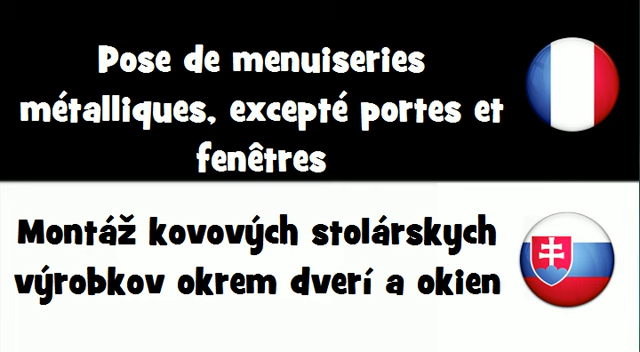 Pose de menuiseries
métalliques, excepté portes et
fenêtres
Montáž kovových stolárskych
výrobkov okrem dverí a okien